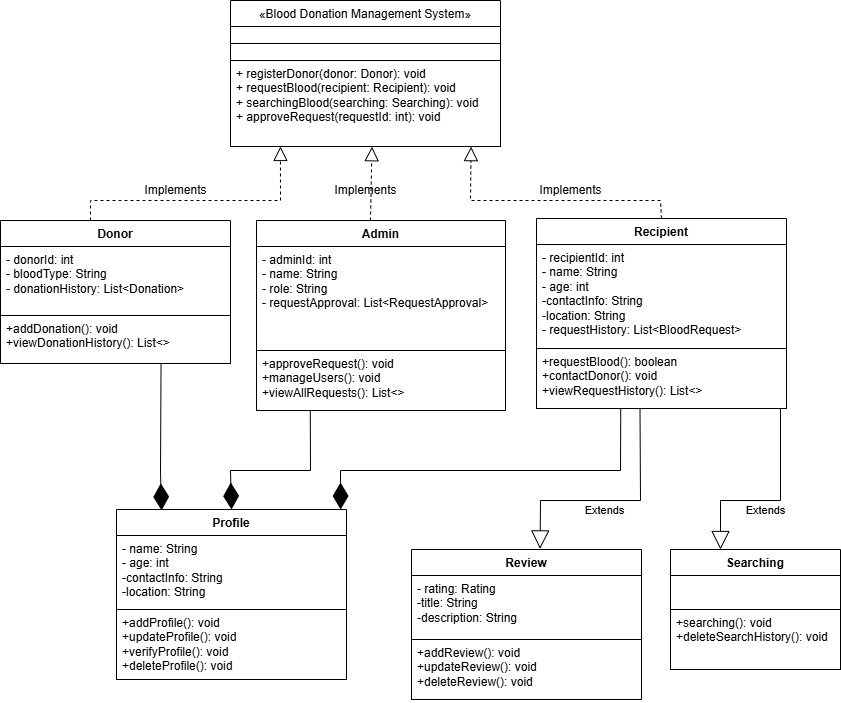 «Blood Donation Management System»
+ registerDonor(donor: Donor): void
+ requestBlood(recipient: Recipient): void
+ searchingBlood(searching: Searching): void
+ approveRequest(requestId: int): void
Implements
Implements
Implements
Donor
- donorId: int
- bloodType: String
- donationHistory: List<Donation>
+addDonation(): void
+viewDonationHistory(): List<>
Admin
- adminId: int
- name: String
- role: String
- requestApproval: List<RequestApproval>
+approveRequest(): void
+manageUsers(): void
+viewAllRequests(): List<>
Recipient
- recipientId: int
- name: String
- age: int
-contactInfo: String
-location: String
- requestHistory: List<BloodRequest>
+requestBlood(): boolean
+contactDonor(): void
+viewRequestHistory(): List<>
Extends
Extends
Profile
- name: String
- age: int
-contactInfo: String
-location: String
+addProfile(): void
+updateProfile(): void
+verifyProfile(): void
+deleteProfile(): void
Review
- rating: Rating
-title: String
-description: String
+addReview(): void
+updateReview(): void
+deleteReview(): void
Searching
+searching(): void
+deleteSearchHistory(): void